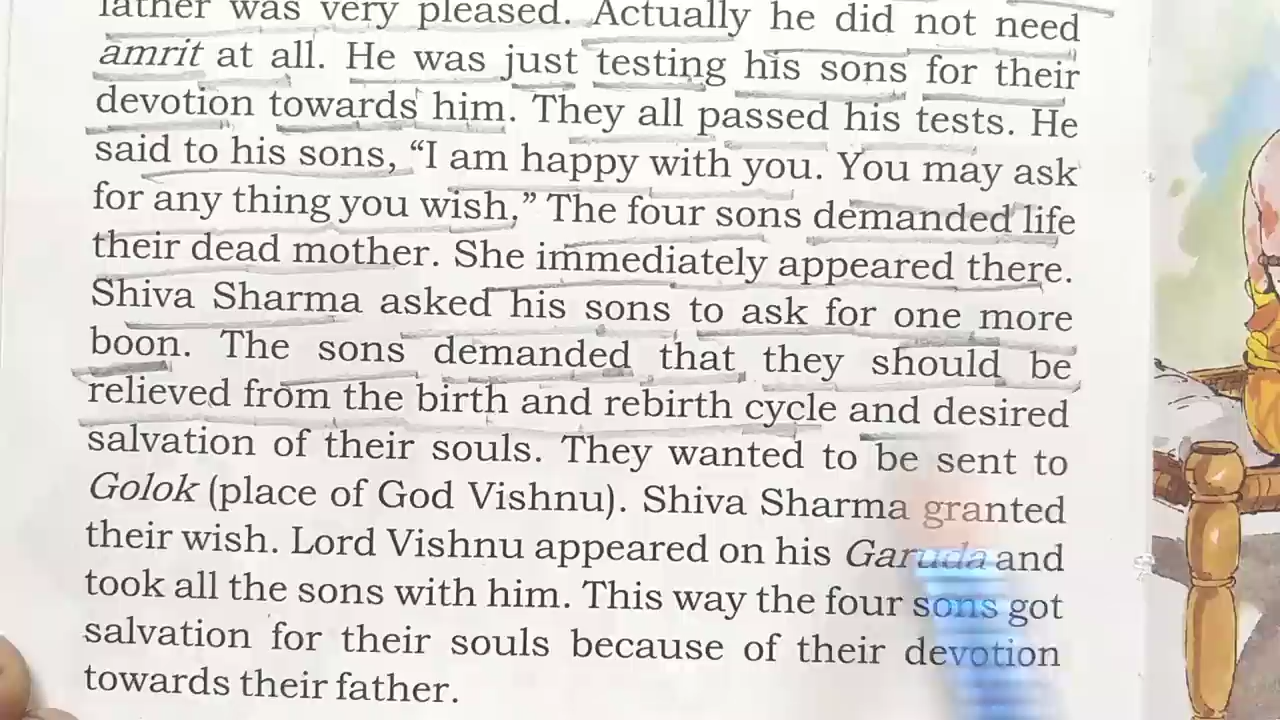 father was very pleased. Actually he did not need
amrit at all. He was just testing his sons for their
devotion towards him. They all passed his tests. He
said to his sons, “I am happy with you. You may ask
for any thing you wish,” The four sons demanded life
their dead mother. She immediately appeared there.
Shiva Sharma asked his sons to ask for one more
boon. The sons demanded that they should be
relieved from the birth and rebirth cycle and desired
salvation of their souls. They wanted to be sent to
Golok (place of God Vishnu). Shiva Sharma granted
their wish. Lord Vishnu appeared on his Garuda and
took all the sons with him. This way the four sons got
salvation for their souls because of their devotion
towards their father.